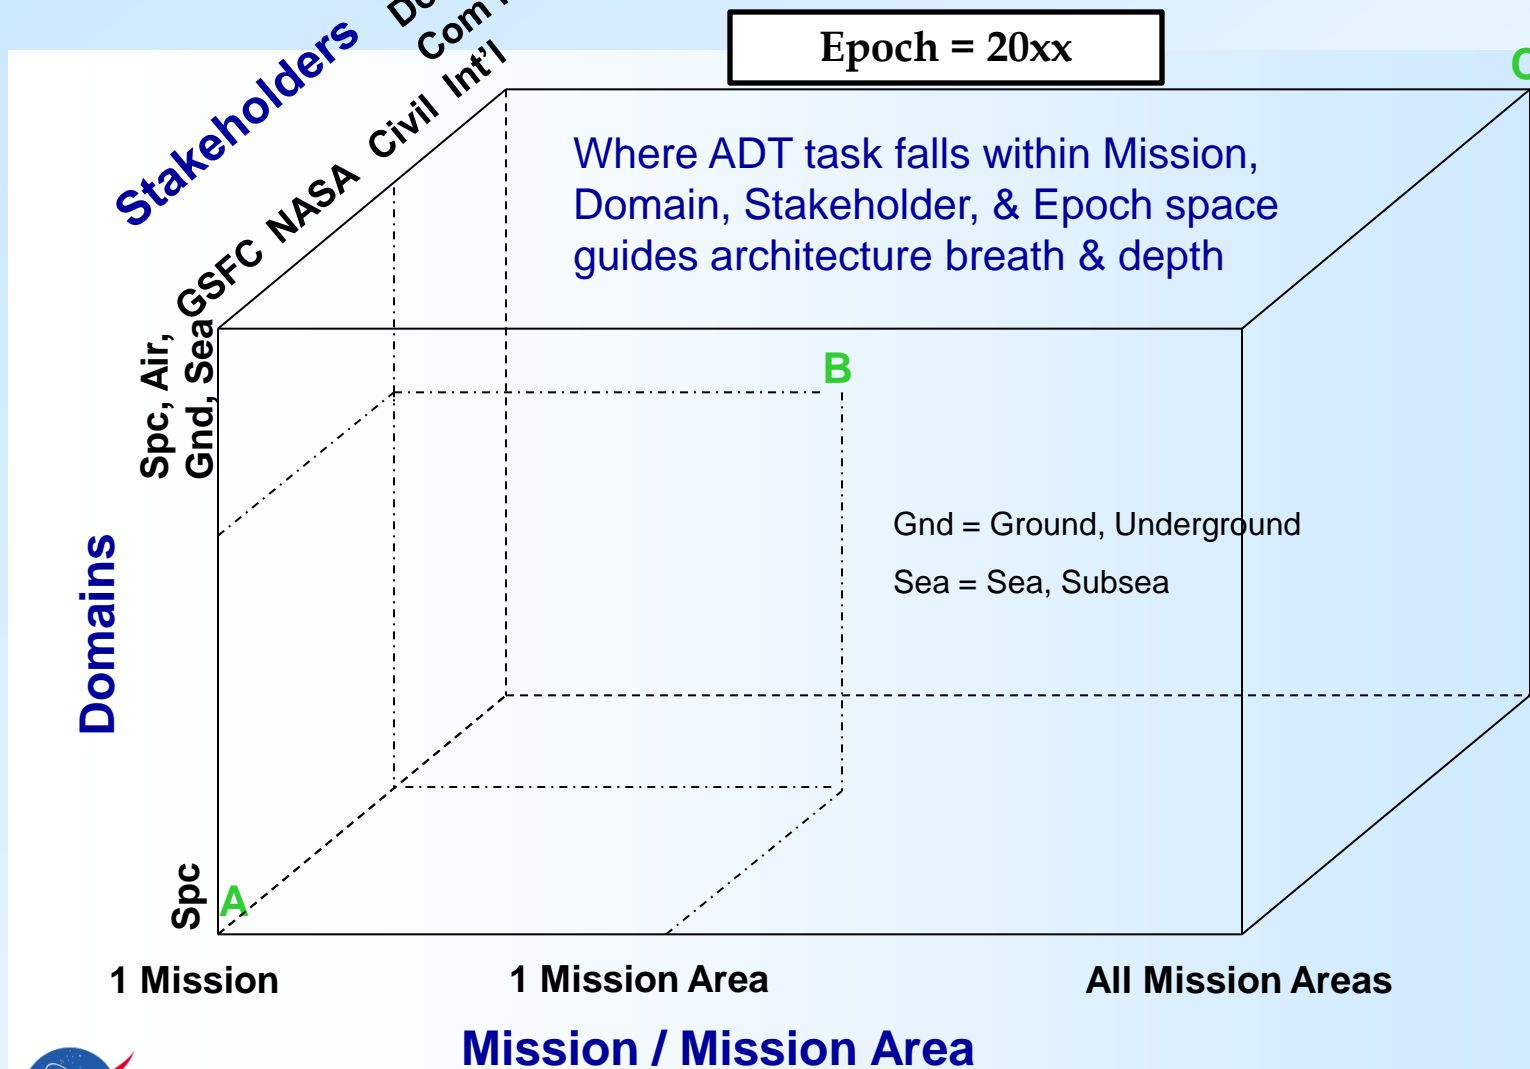 Epoch = 20xx
Stakeholders
Com
GSFC NASA Civil Int'l
C
Where ADT task falls within Mission,
Domain, Stakeholder, & Epoch space
guides architecture breath & depth
Spc, Air,
Gnd, Sea
B
Gnd = Ground, Underground
Sea = Sea, Subsea
Domains
Spc
A
1 Mission
1 Mission Area
All Mission Areas
Mission / Mission Area